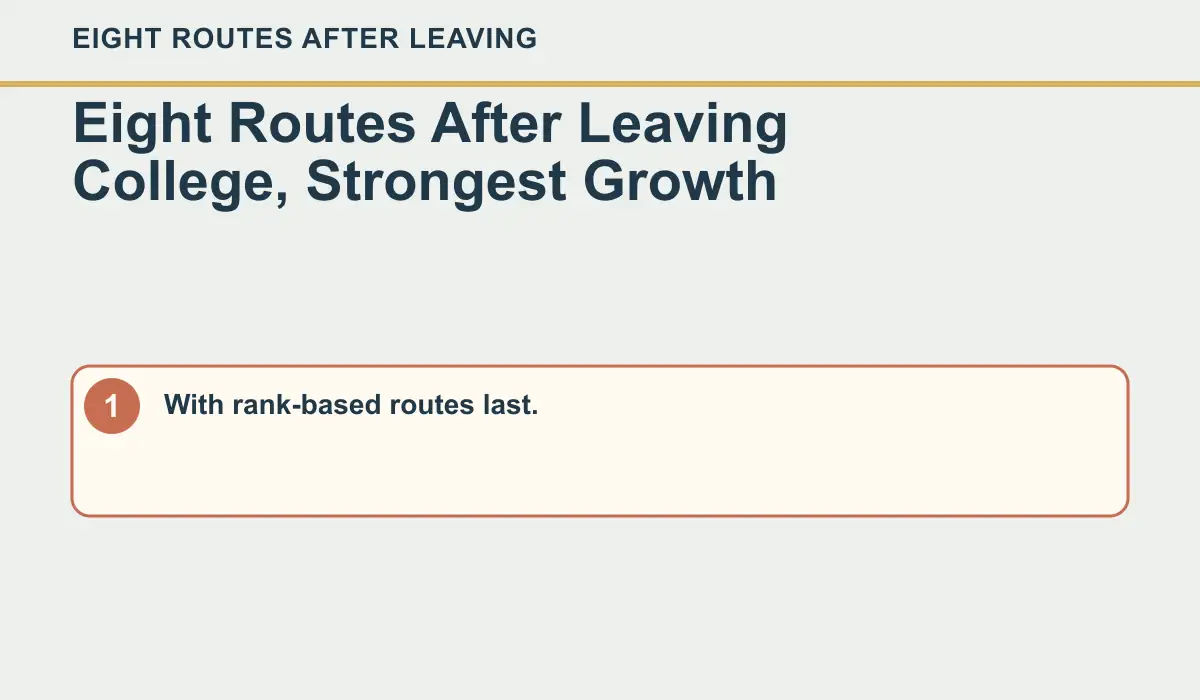 EIGHT ROUTES AFTER LEAVING
Eight Routes After Leaving
College, Strongest Growth
1
With rank-based routes last.